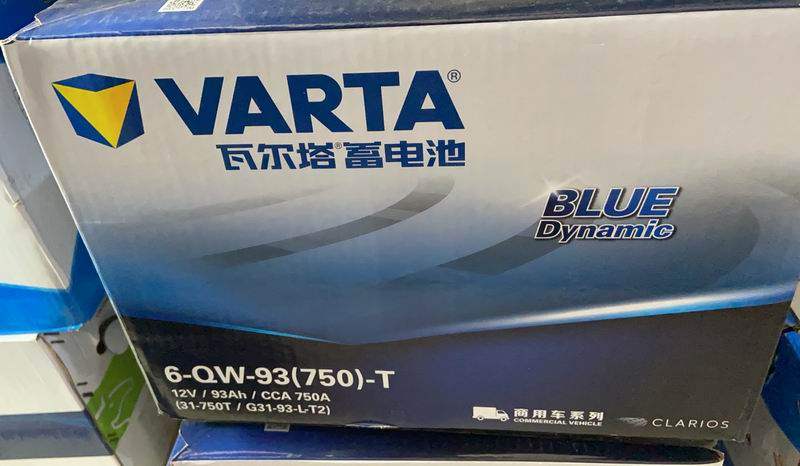 VARTA®
瓦尔塔®蓄电池
BLUE
Dynamic
6-QW-93(750)-T
12V / 93Ah / CCA 750A
(31-750T / G31-93-L-T2)
商用车系列
COMMERCIAL VEHICLE
CLARIOS